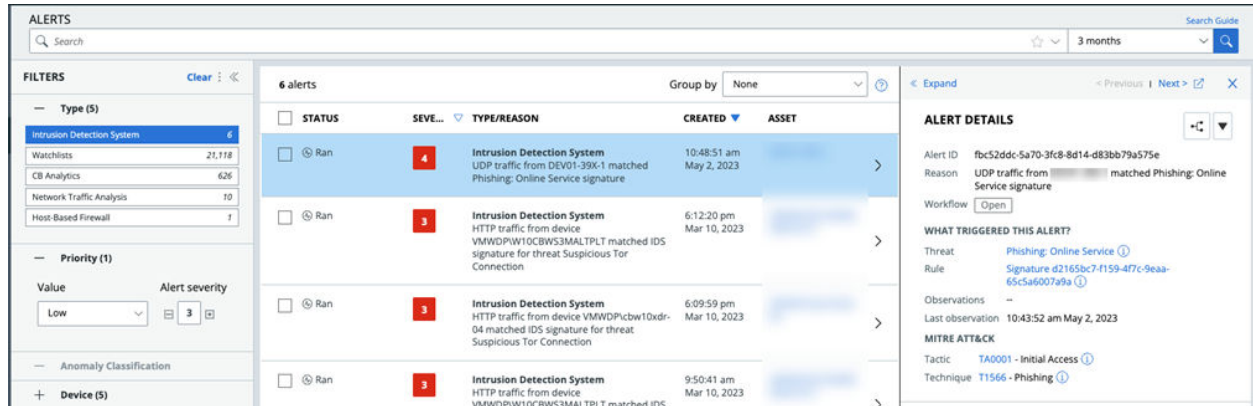 ALERTS
Search Guide
Search
3 months
FILTERS
Clear
Type (5)
Intrusion Detection System 6
Watchlists 21,118
CB Analytics 626
Network Traffic Analysis 10
Host-Based Firewall 1
Priority (1)
Value Alert severity
Low 3
Anomaly Classification
Device (5)
6 alerts
Group by None
STATUS SEVE... TYPE/REASON CREATED ASSET
Ran 4 Intrusion Detection System 10:48:51 am
UDP traffic from DEV01-39X-1 matched May 2, 2023
Phishing: Online Service signature
Ran 3 Intrusion Detection System 6:12:20 pm
HTTP traffic from device Mar 10, 2023
VMWDP\W10CBWS3MALTPLT matched IDS
signature for threat Suspicious Tor
Connection
Ran 3 Intrusion Detection System 6:09:59 pm
HTTP traffic from device VMWDP\cbw10xdr- Mar 10, 2023
04 matched IDS signature for threat
Suspicious Tor Connection
Ran 3 Intrusion Detection System 9:50:41 am
HTTP traffic from device Mar 10, 2023
VMWDP\W10CBWS3MALTPLT matched IDS
« Expand < Previous | Next >
ALERT DETAILS
Alert ID fbc52ddc-5a70-3fc8-8d14-d83bb79a575e
Reason UDP traffic from matched Phishing: Online
Service signature
Workflow Open
WHAT TRIGGERED THIS ALERT?
Threat Phishing: Online Service
Rule Signature d2165bc7-f159-4f7c-9eaa-
65c5a6007a9a
Observations --
Last observation 10:43:52 am May 2, 2023
MITRE ATT&CK
Tactic TA0001 - Initial Access
Technique T1566 - Phishing